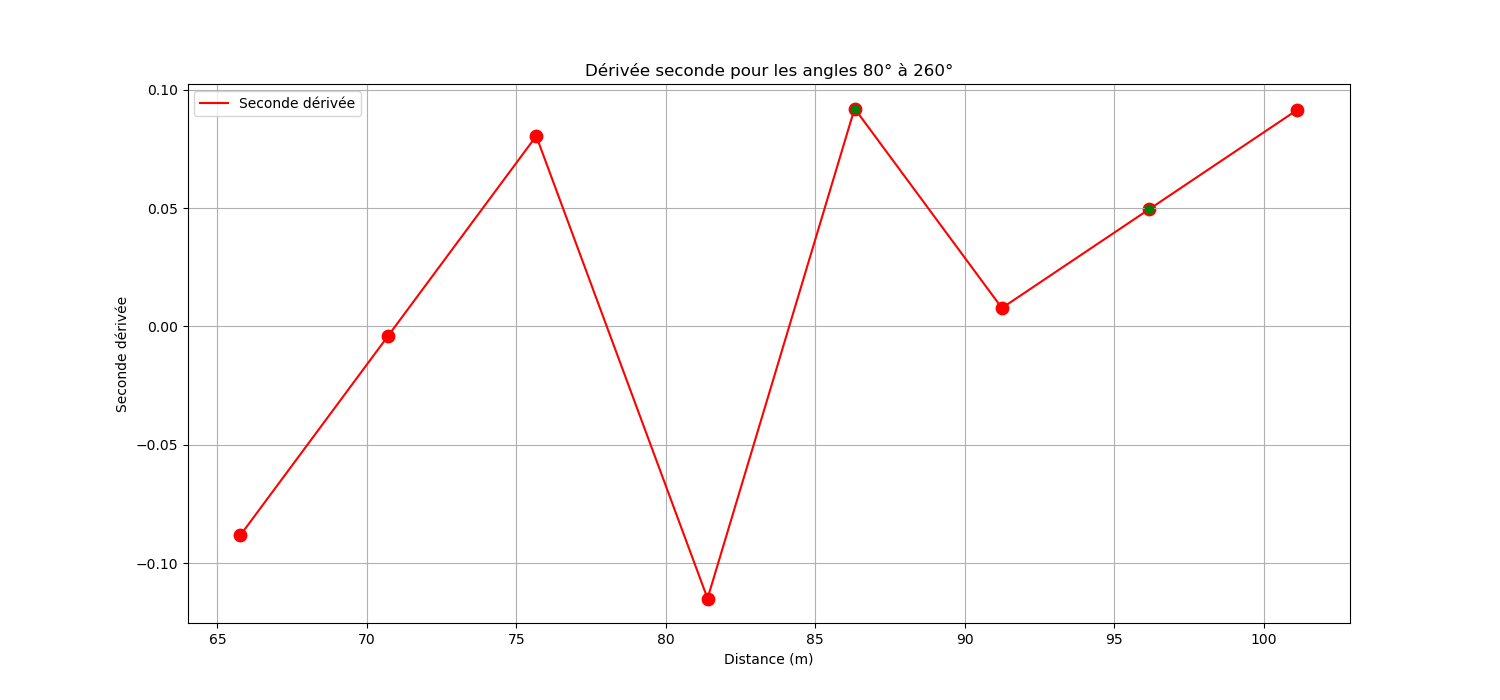 Dérivée seconde pour les angles 80° à 260°
Seconde dérivée
0.10
0.05
0.00
−0.05
−0.10
Seconde dérivée
65 70 75 80 85 90 95 100
Distance (m)